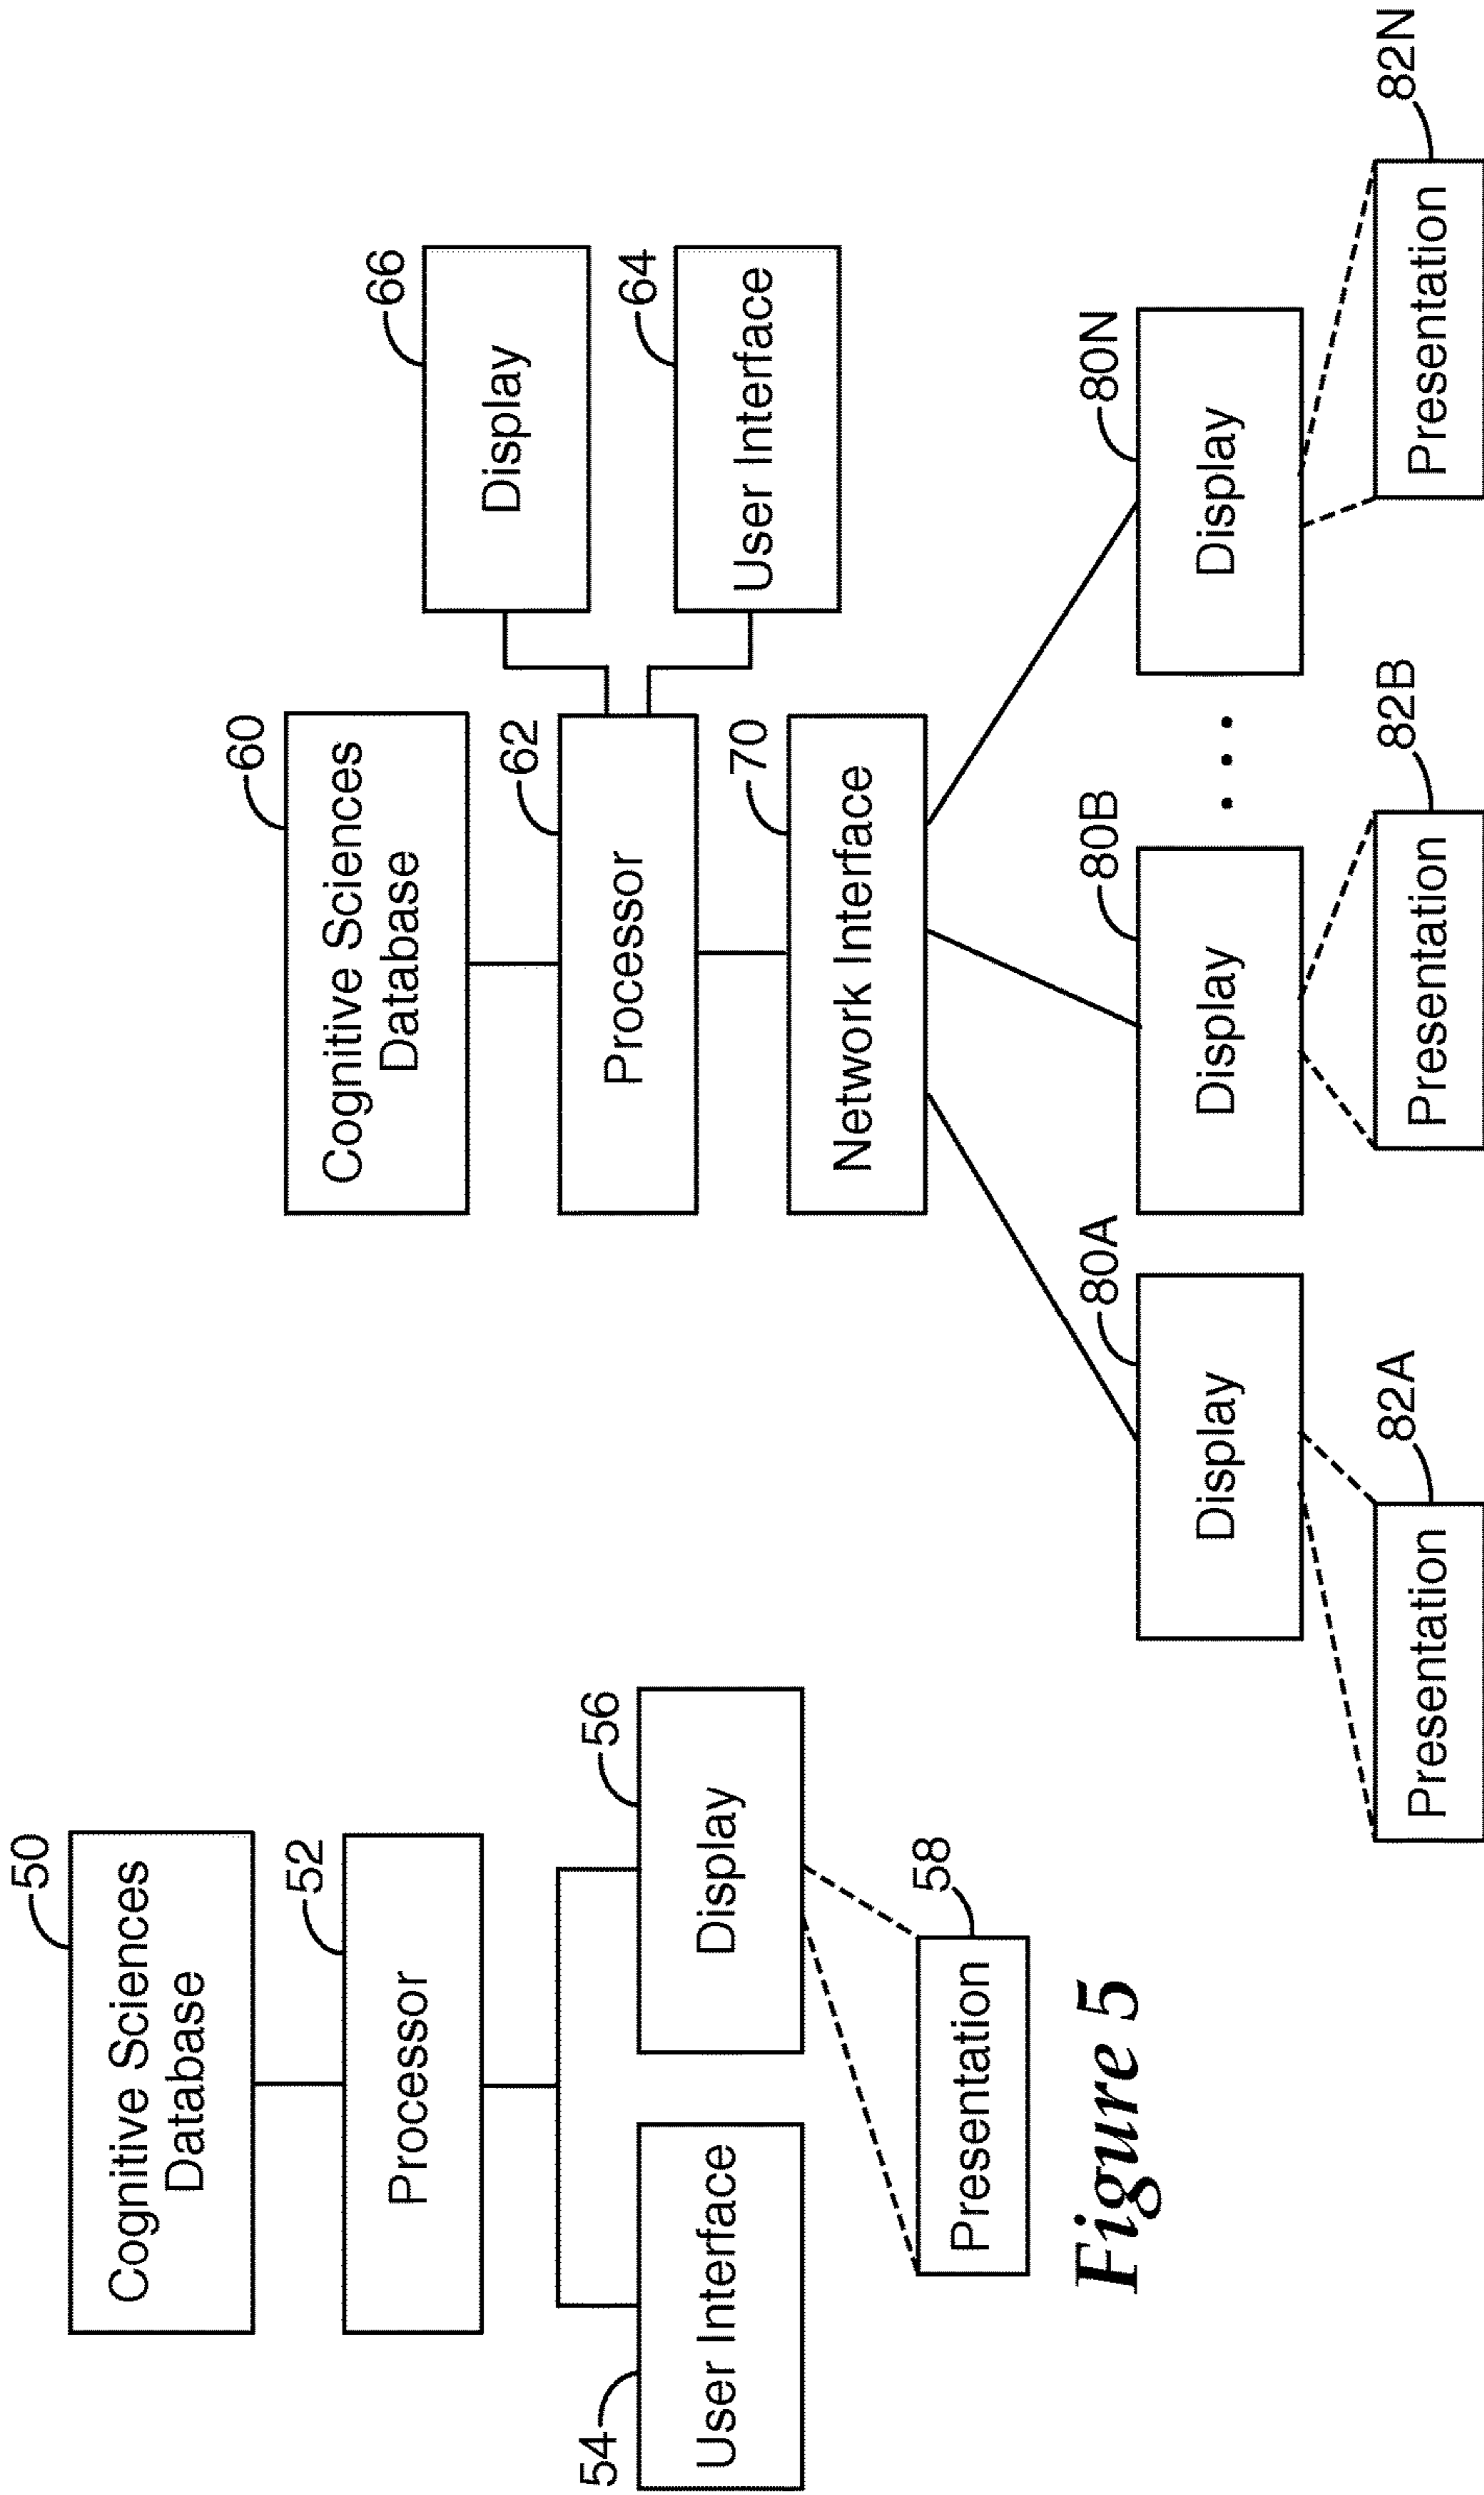 50
Cognitive Sciences
Database
52
Processor
54
User Interface
56
Display
58
Presentation
Figure 5
60
Cognitive Sciences
Database
62
Processor
66
Display
64
User Interface
70
Network Interface
80A
Display
80B
Display
. . .
80N
Display
82A
Presentation
82B
Presentation
82N
Presentation